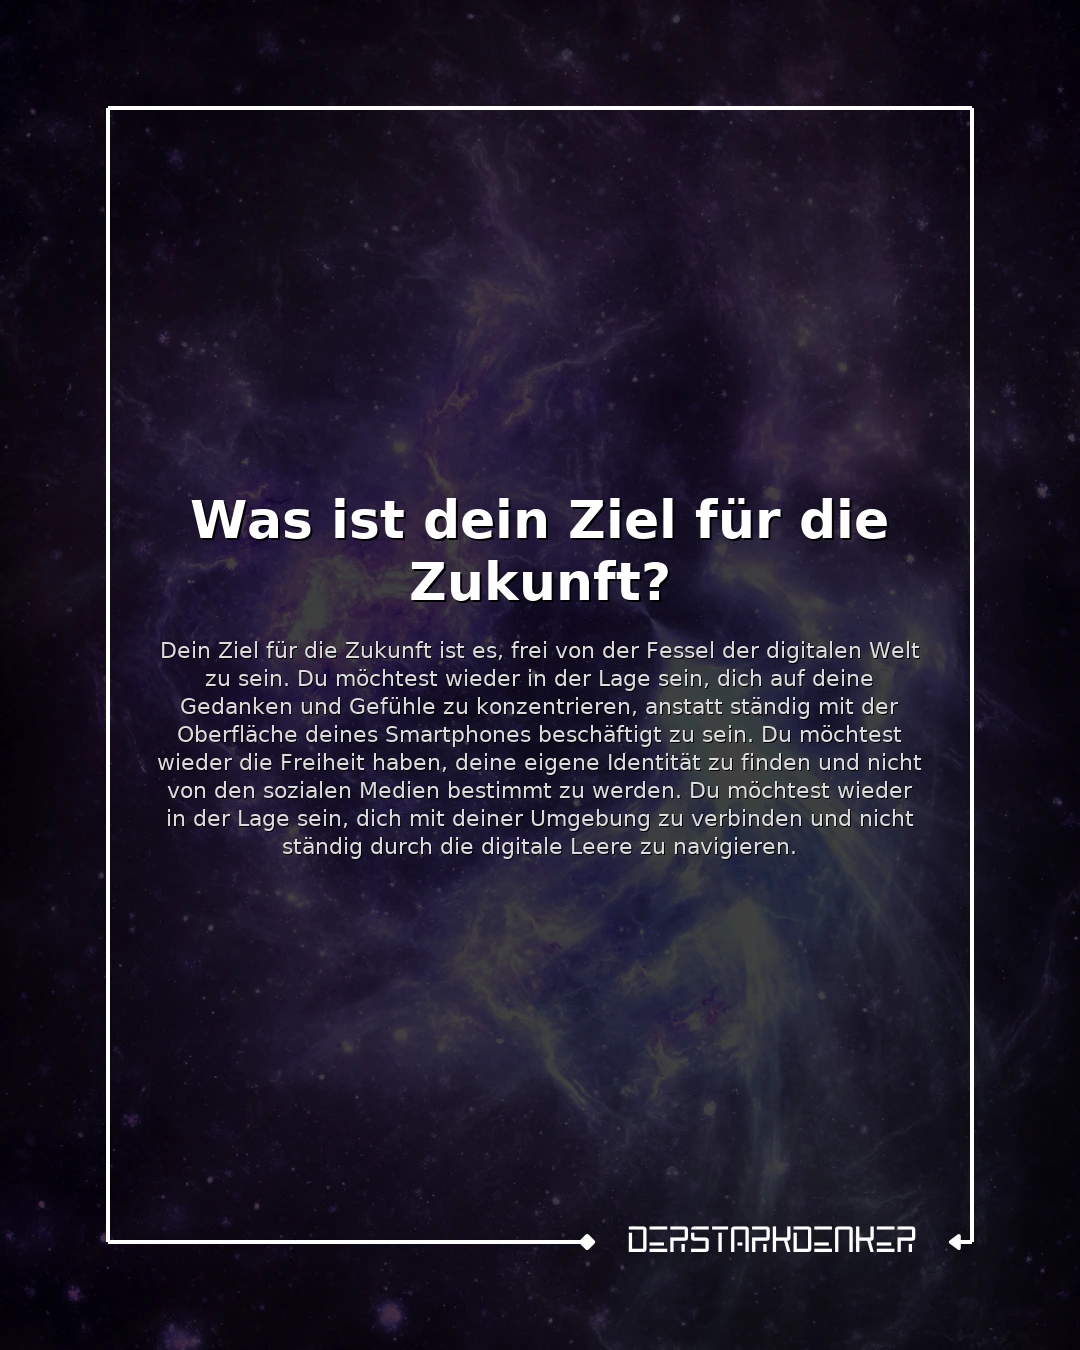 Was ist dein Ziel für die
Zukunft?
Dein Ziel für die Zukunft ist es, frei von der Fessel der digitalen Welt
zu sein. Du möchtest wieder in der Lage sein, dich auf deine
Gedanken und Gefühle zu konzentrieren, anstatt ständig mit der
Oberfläche deines Smartphones beschäftigt zu sein. Du möchtest
wieder die Freiheit haben, deine eigene Identität zu finden und nicht
von den sozialen Medien bestimmt zu werden. Du möchtest wieder
in der Lage sein, dich mit deiner Umgebung zu verbinden und nicht
ständig durch die digitale Leere zu navigieren.
DERSTARKDENKER